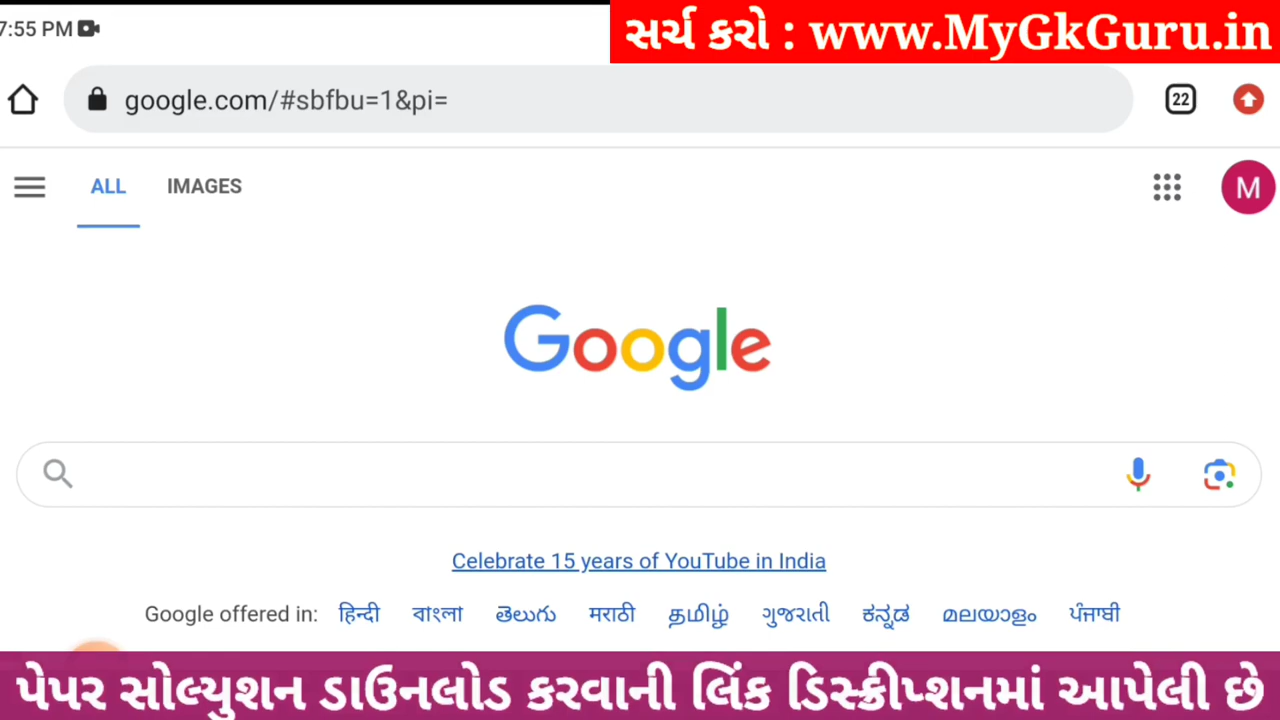 7:55 PM
સર્ચ કરો : www.MyGkGuru.in
google.com/#sbfbu=1&pi=
22
ALL IMAGES
M
Google
Celebrate 15 years of YouTube in India
Google offered in: हिन्दी বাংলা తెలుగు मराठी தமிழ் ગુજરાતી ಕನ್ನಡ മലയാളം ਪੰਜਾਬੀ
પેપર સોલ્યુશન ડાઉનલોડ કરવાની લિંક ડિસ્ક્રીપ્શનમાં આપેલી છે